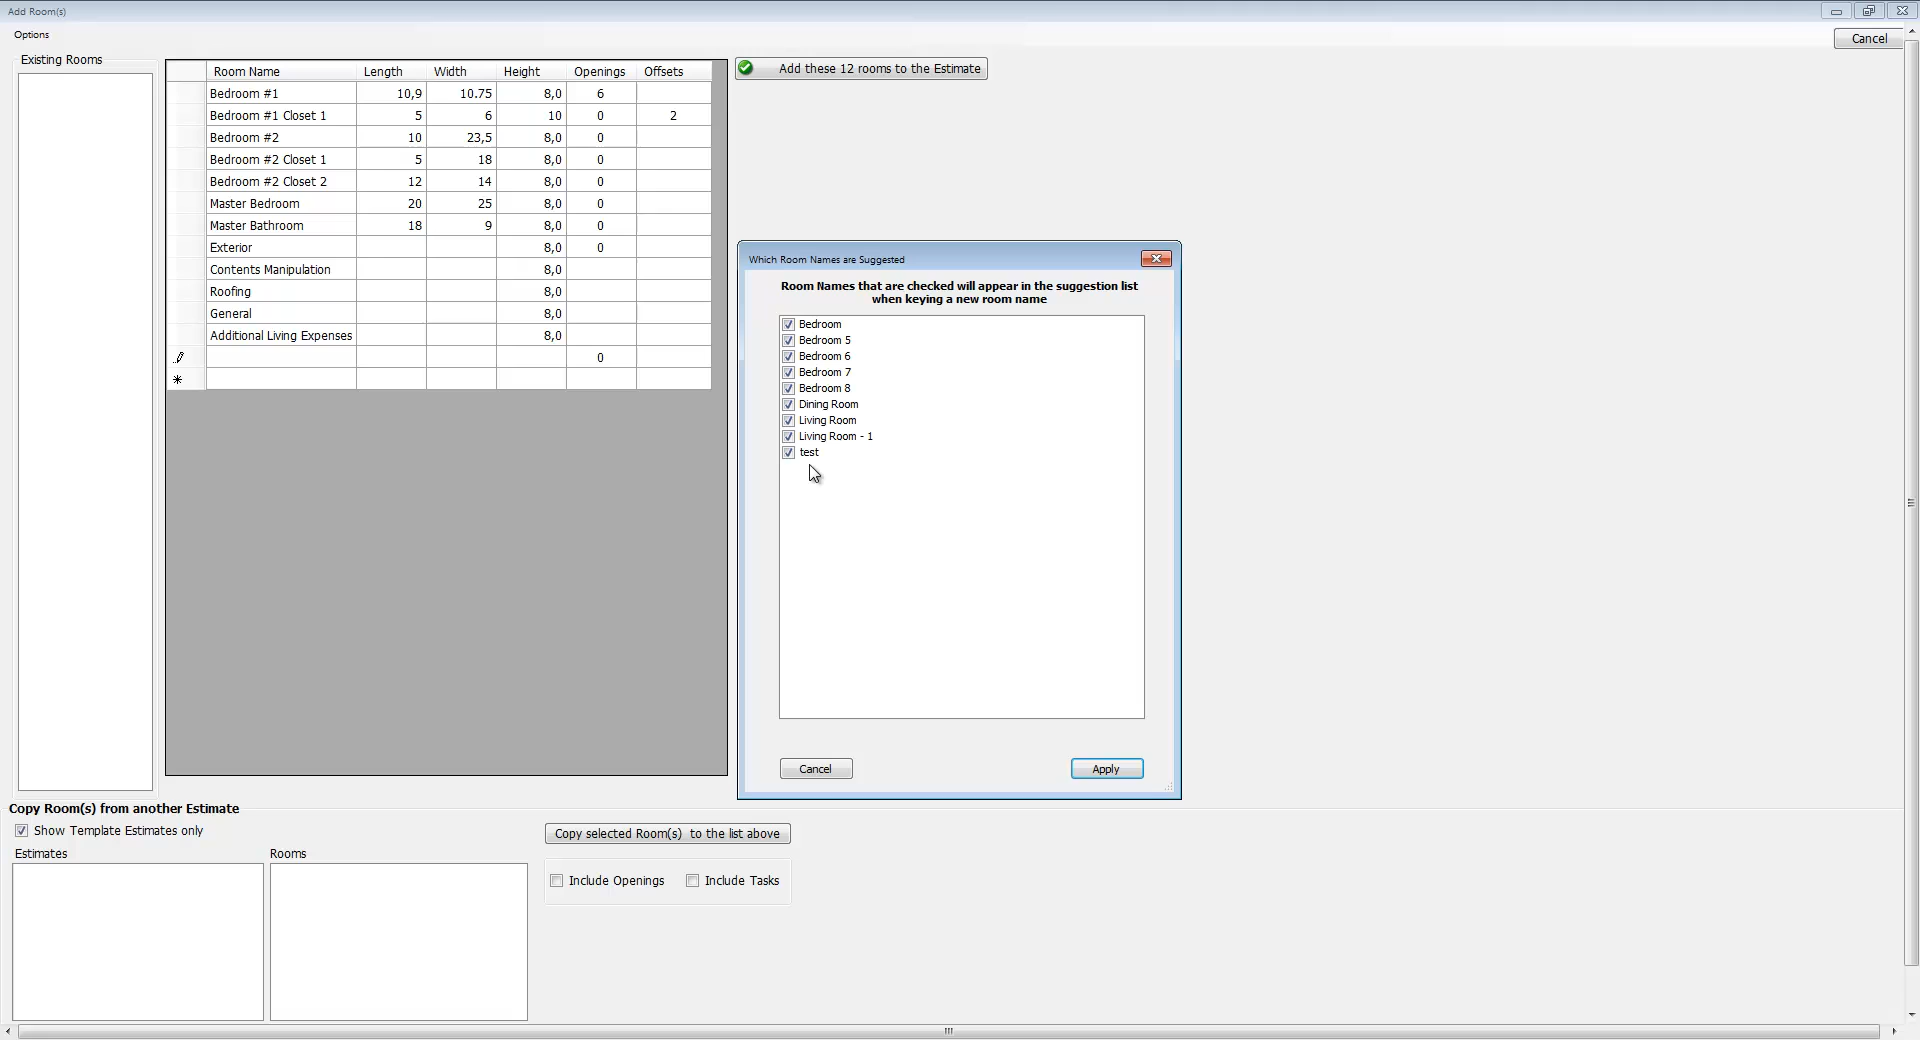 Add Room(s)
Options
Cancel
Existing Rooms
Room Name Length Width Height Openings Offsets
Bedroom #1 10,9 10.75 8,0 6
Bedroom #1 Closet 1 5 6 10 0 2
Bedroom #2 10 23,5 8,0 0
Bedroom #2 Closet 1 5 18 8,0 0
Bedroom #2 Closet 2 12 14 8,0 0
Master Bedroom 20 25 8,0 0
Master Bathroom 18 9 8,0 0
Exterior 8,0 0
Contents Manipulation 8,0
Roofing 8,0
General 8,0
Additional Living Expenses 8,0
0
Add these 12 rooms to the Estimate
Which Room Names are Suggested
Room Names that are checked will appear in the suggestion list
when keying a new room name
Bedroom
Bedroom 5
Bedroom 6
Bedroom 7
Bedroom 8
Dining Room
Living Room
Living Room - 1
test
Cancel Apply
Copy Room(s) from another Estimate
Show Template Estimates only
Estimates Rooms
Copy selected Room(s) to the list above
Include Openings Include Tasks